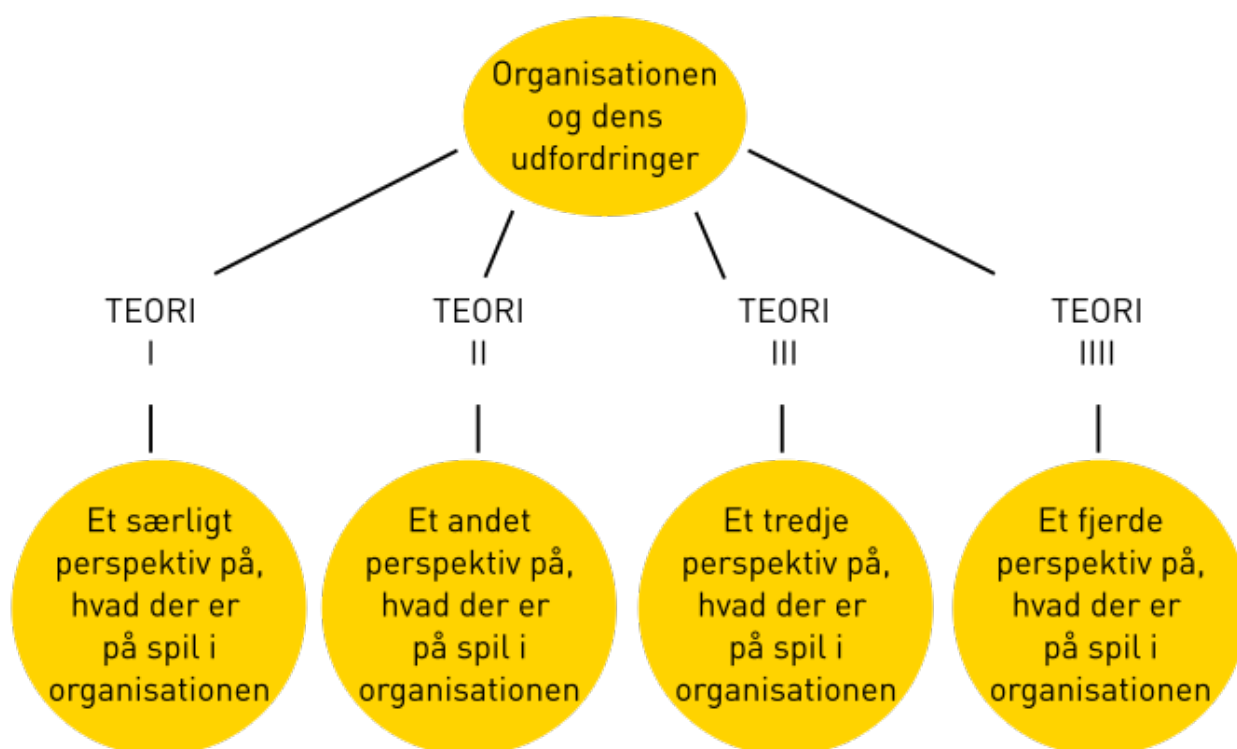 Organisationen
og dens
udfordringer
TEORI
I
TEORI
II
TEORI
III
TEORI
IIII
Et særligt
perspektiv på,
hvad der er
på spil i
organisationen
Et andet
perspektiv på,
hvad der er
på spil i
organisationen
Et tredje
perspektiv på,
hvad der er
på spil i
organisationen
Et fjerde
perspektiv på,
hvad der er
på spil i
organisationen